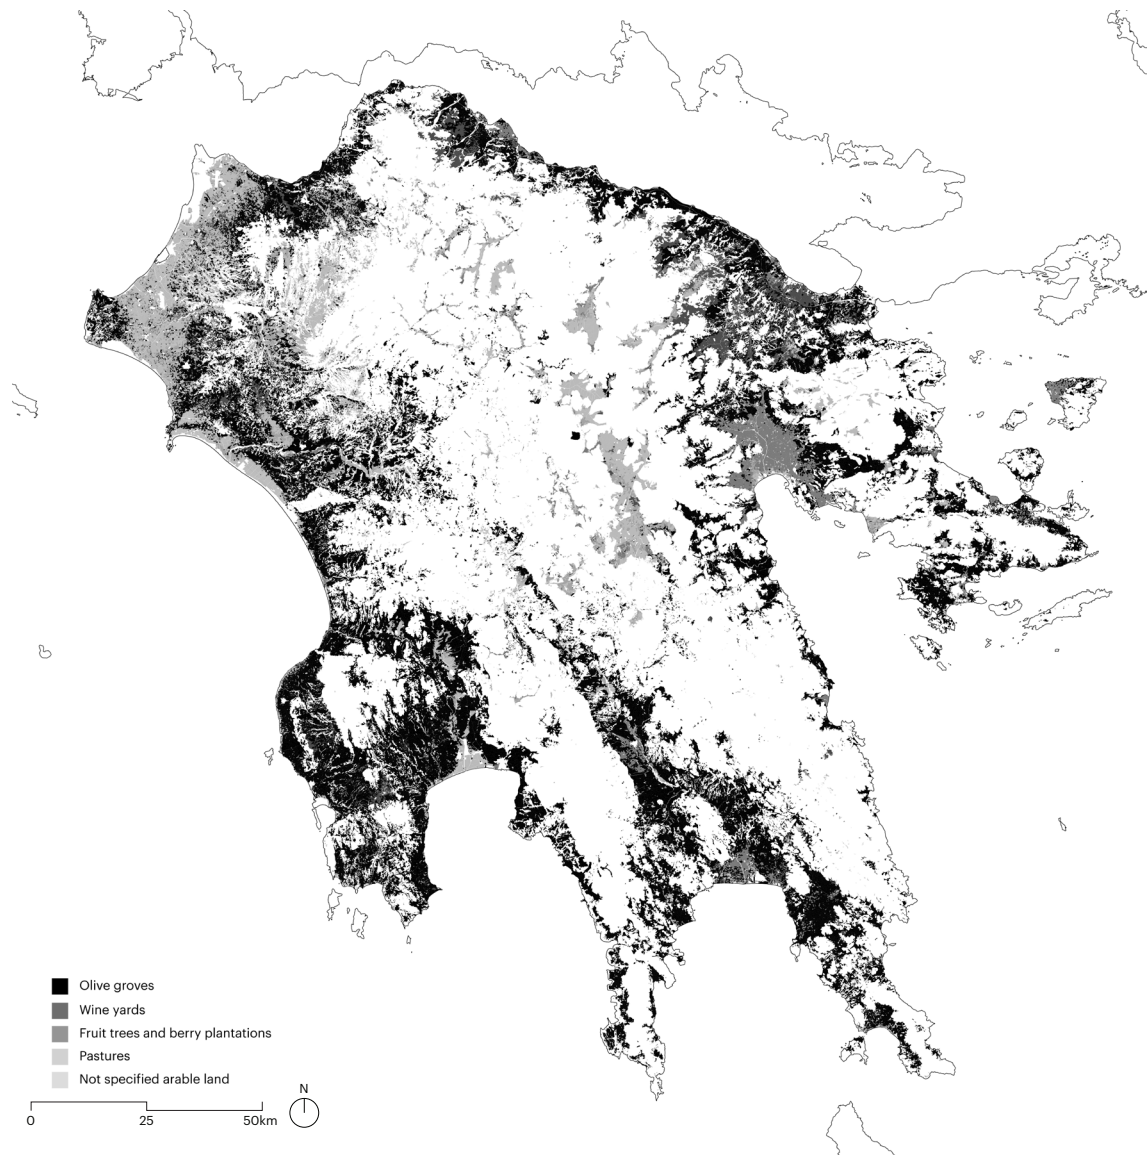 Olive groves
Wine yards
Fruit trees and berry plantations
Pastures
Not specified arable land
N
0 25 50km